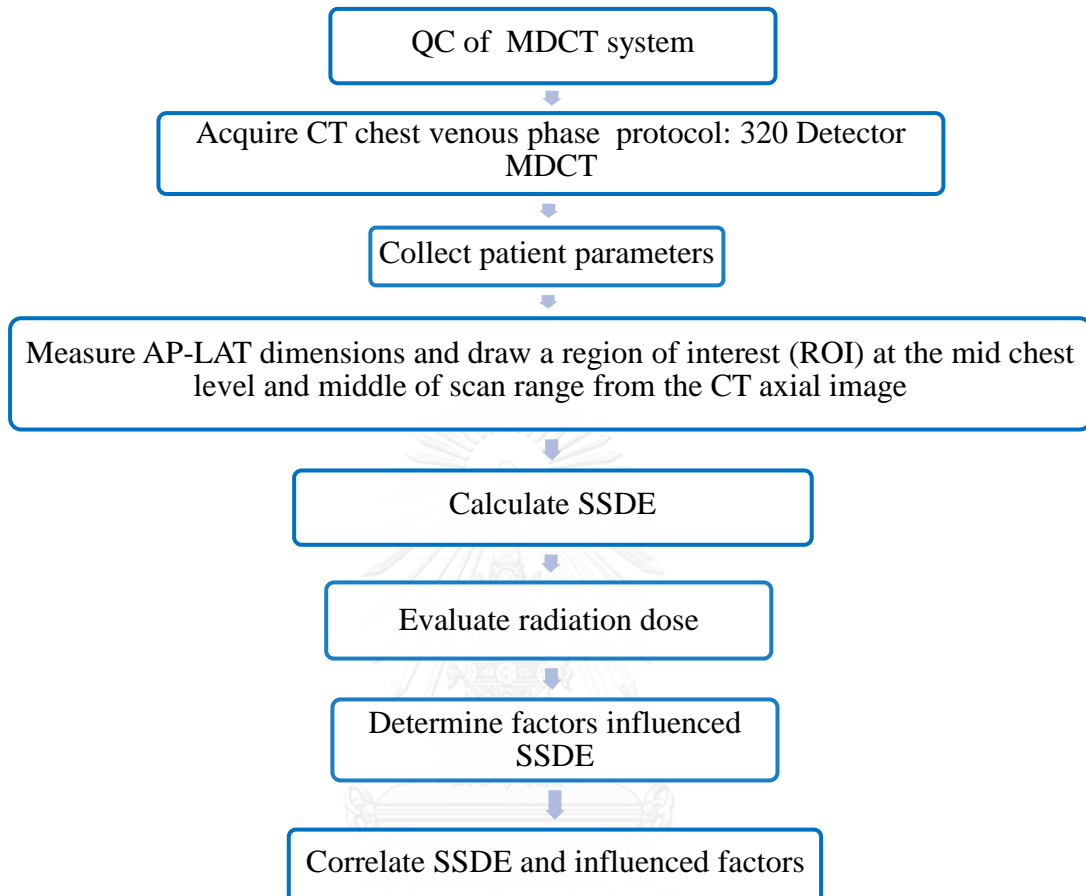 QC of  MDCT system
Acquire CT chest venous phase  protocol: 320 Detector
MDCT
Collect patient parameters
Measure AP-LAT dimensions and draw a region of interest (ROI) at the mid chest
level and middle of scan range from the CT axial image
Calculate SSDE
Evaluate radiation dose
Determine factors influenced
SSDE
Correlate SSDE and influenced factors